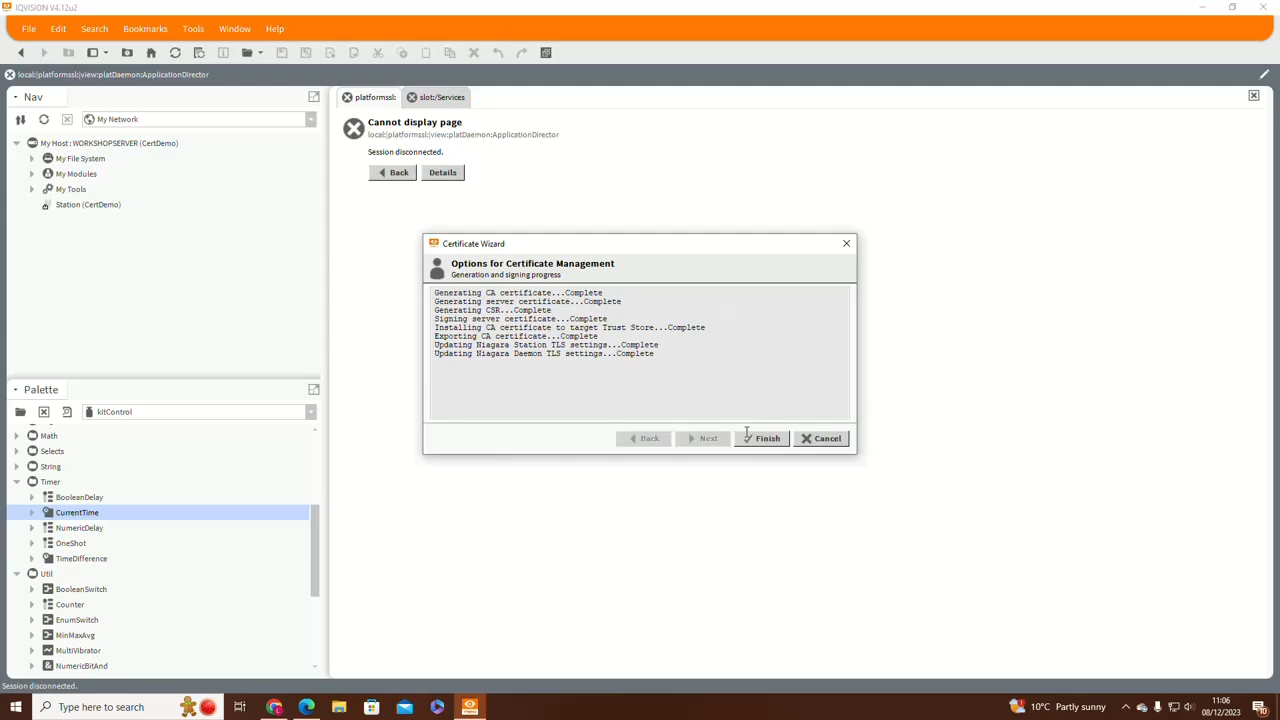 IQVISION V4.12u2
File Edit Search Bookmarks Tools Window Help
local:|platformssl:|view:platDaemon:ApplicationDirector
Nav
My Network
My Host : WORKSHOPSERVER (CertDemo)
My File System
My Modules
My Tools
Station (CertDemo)
Palette
kitControl
Math
Selects
String
Timer
BooleanDelay
CurrentTime
NumericDelay
OneShot
TimeDifference
Util
BooleanSwitch
Counter
EnumSwitch
MinMaxAvg
MultiVibrator
NumericBitAnd
platformssl: slot:/Services
Cannot display page
local:|platformssl:|view:platDaemon:ApplicationDirector
Session disconnected.
Back Details
Certificate Wizard
Options for Certificate Management
Generation and signing progress
Generating CA certificate...Complete
Generating server certificate...Complete
Generating CSR...Complete
Signing server certificate...Complete
Installing CA certificate to target Trust Store...Complete
Exporting CA certificate...Complete
Updating Niagara Station TLS settings...Complete
Updating Niagara Daemon TLS settings...Complete
Back Next Finish Cancel
Session disconnected.
Type here to search
10°C Partly sunny
11:06
08/12/2023
10